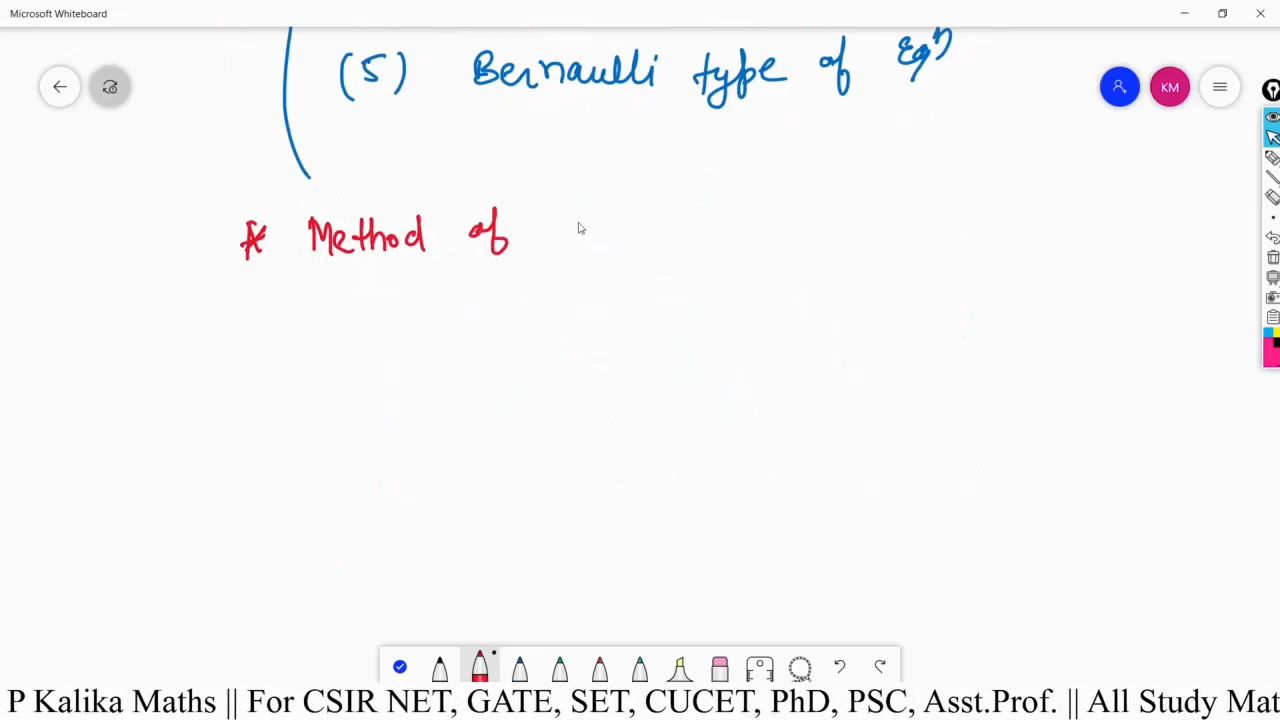 Microsoft Whiteboard
(5) Bernaulli type of Eqⁿ
KM
* Method of
P Kalika Maths || For CSIR NET, GATE, SET, CUCET, PhD, PSC, Asst.Prof. || All Study Mat